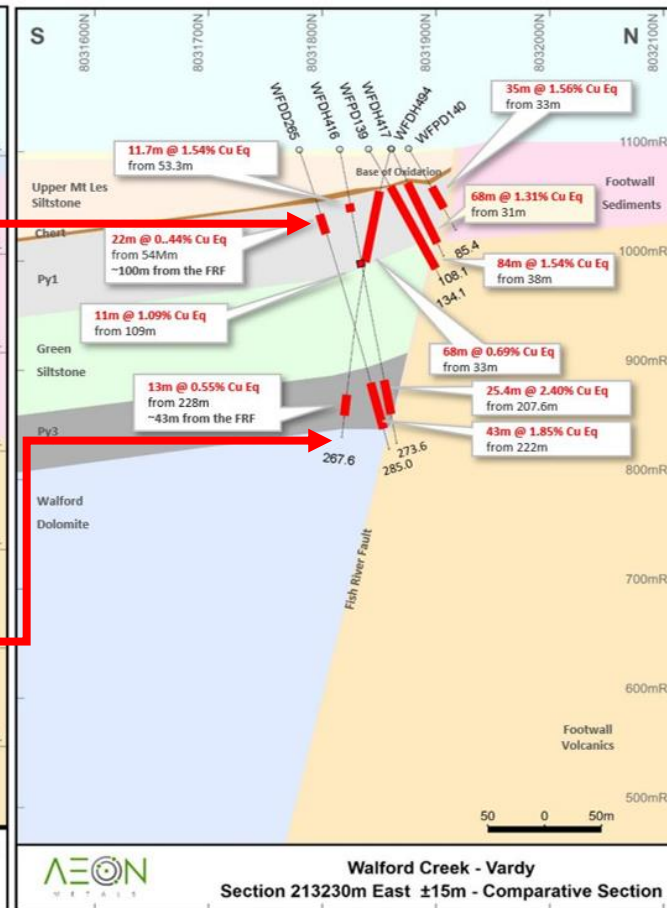 S
N
8031600N
8031700N
8031800N
8031900N
8032000N
8032100N
WFDD265
WFDH416
WFPD139
WFDH417
WFDH494
WFPD140
35m @ 1.56% Cu Eq
from 33m
11.7m @ 1.54% Cu Eq
from 53.3m
1100mR
Base of Oxidation
Upper Mt Les
Siltstone
Footwall
Sediments
68m @ 1.31% Cu Eq
from 31m
Chert
22m @ 0..44% Cu Eq
from 54Mm
~100m from the FRF
85.4
108.1
134.1
1000mR
84m @ 1.54% Cu Eq
from 38m
Py1
11m @ 1.09% Cu Eq
from 109m
Green
Siltstone
68m @ 0.69% Cu Eq
from 33m
900mR
13m @ 0.55% Cu Eq
from 228m
~43m from the FRF
25.4m @ 2.40% Cu Eq
from 207.6m
Py3
43m @ 1.85% Cu Eq
from 222m
267.6
273.6
285.0
800mR
Walford
Dolomite
Fish River Fault
700mR
600mR
Footwall
Volcanics
500mR
50 0 50m
AEON
METALS
Walford Creek - Vardy
Section 213230m East ±15m - Comparative Section